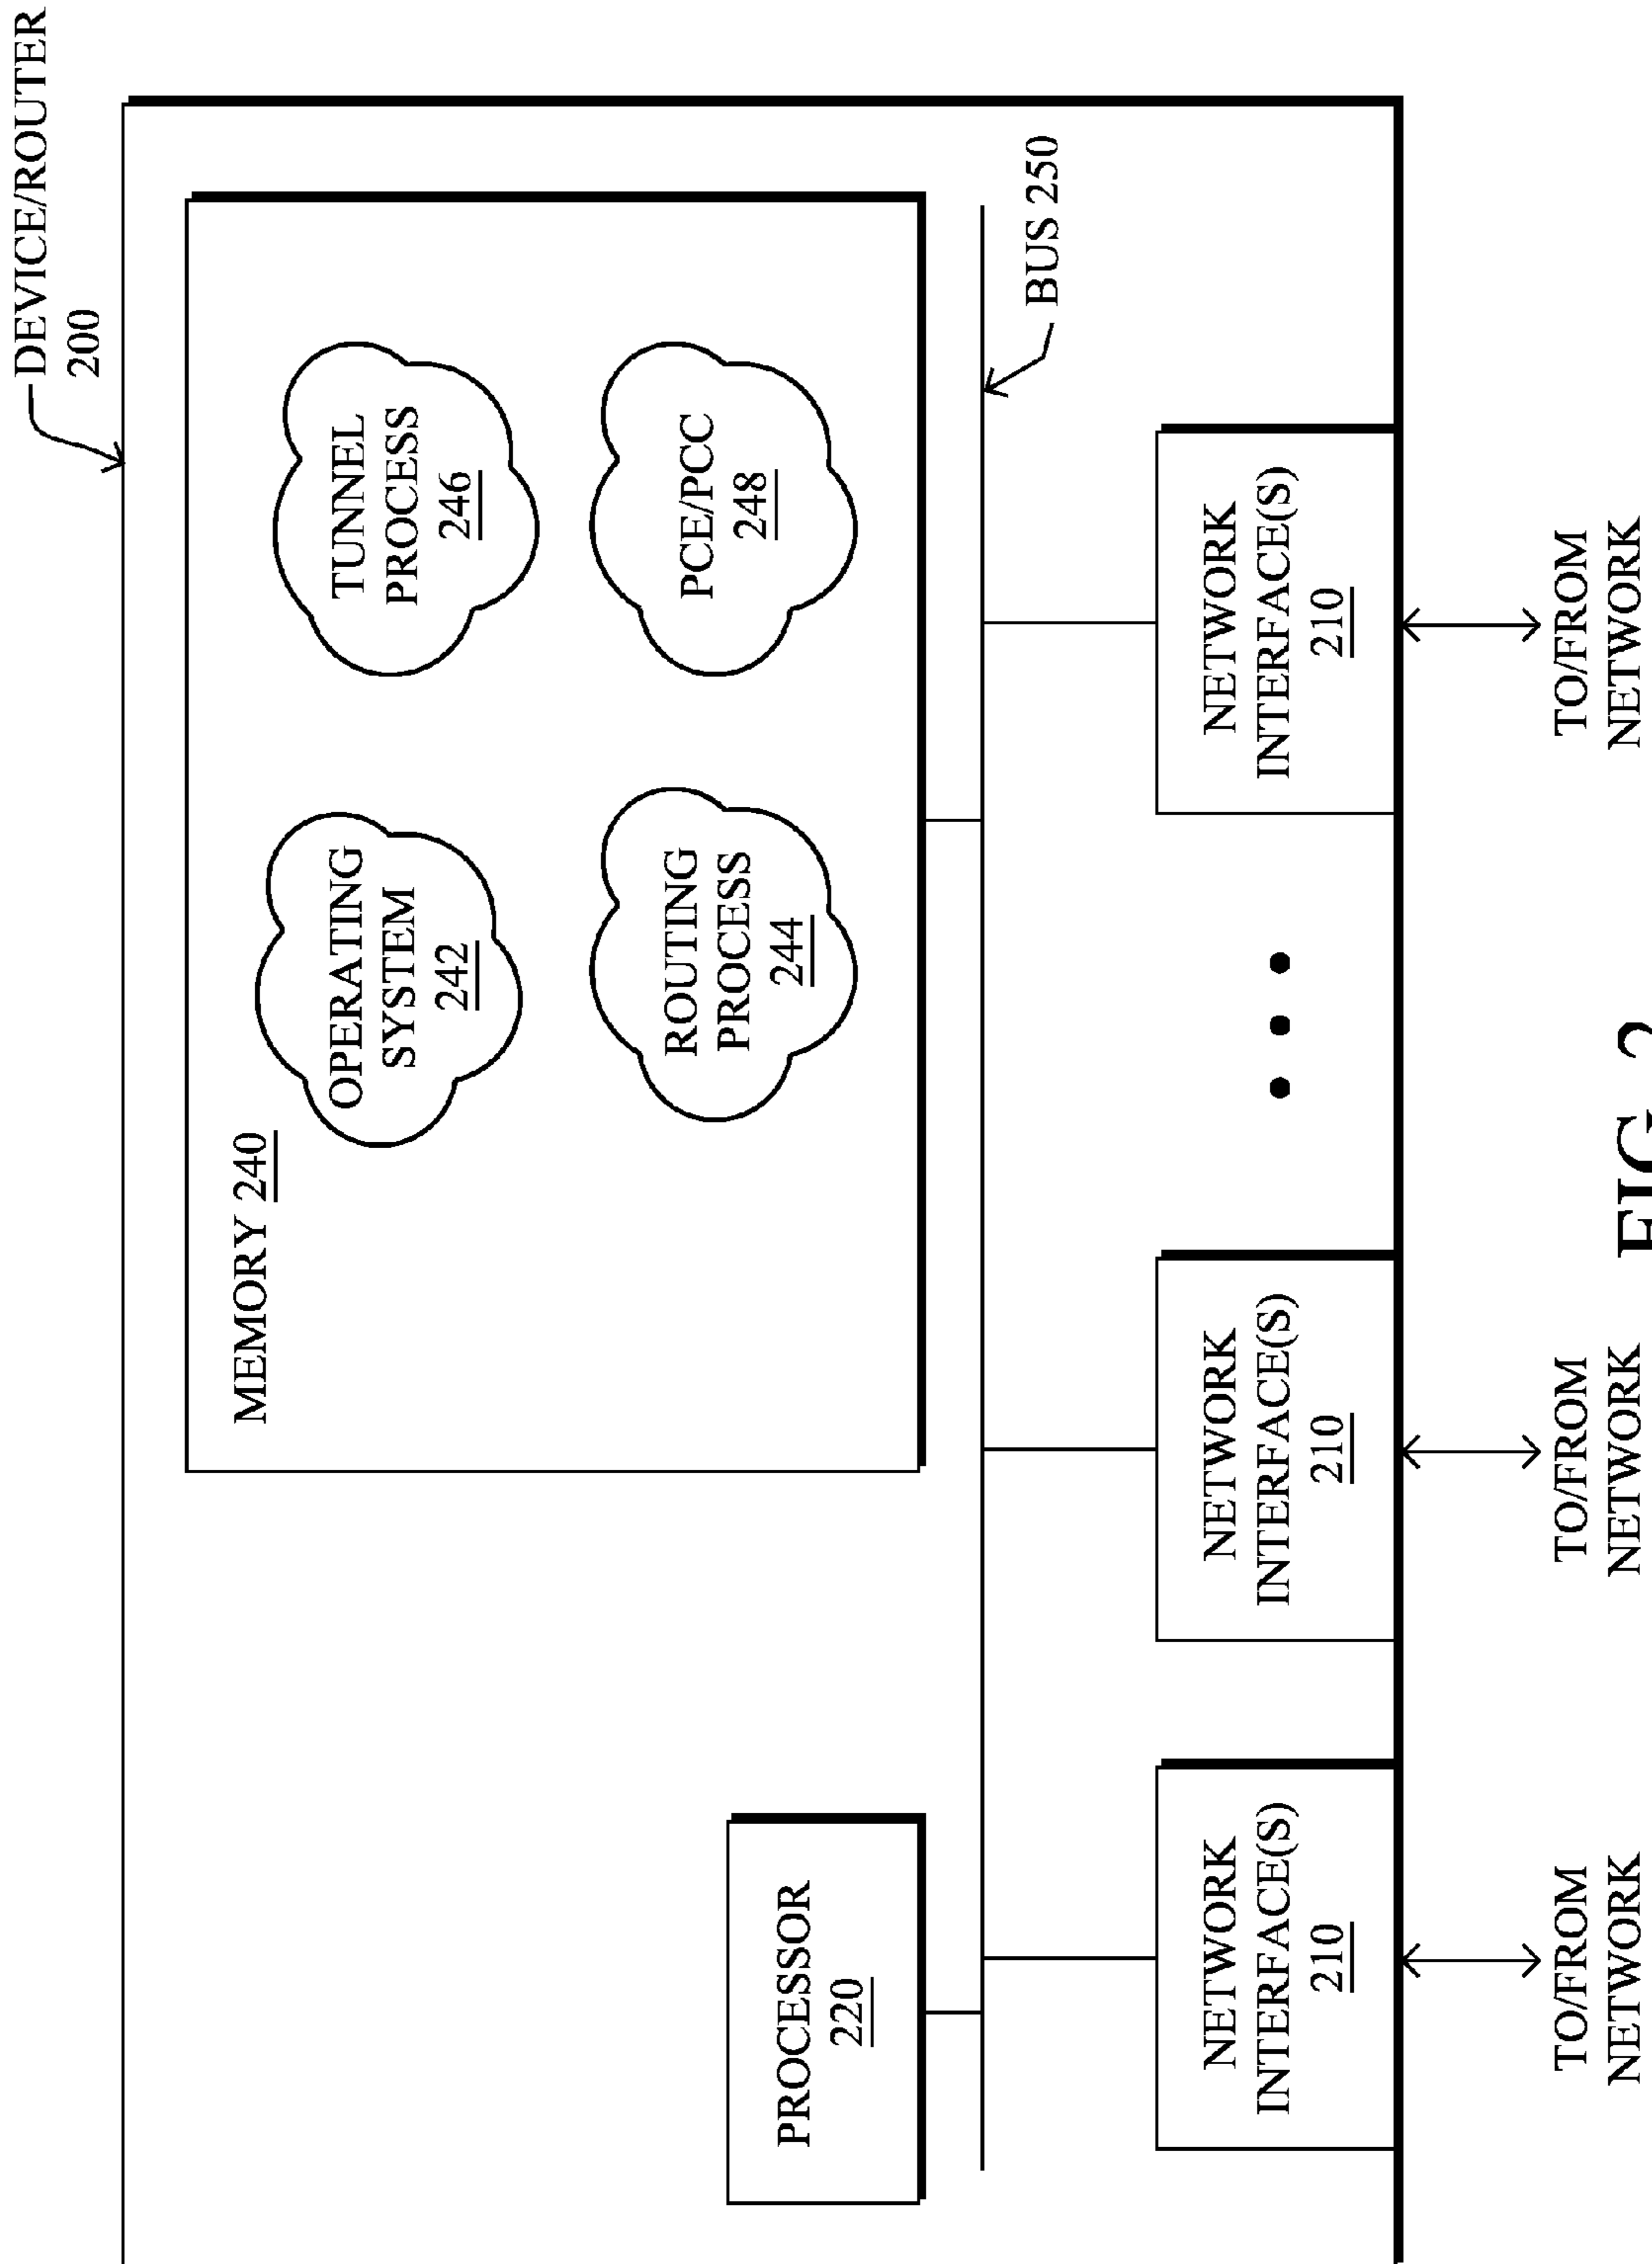 DEVICE/ROUTER
200
MEMORY 240
OPERATING
SYSTEM
242
TUNNEL
PROCESS
246
ROUTING
PROCESS
244
PCE/PCC
248
PROCESSOR
220
BUS 250
NETWORK
INTERFACE(S)
210
NETWORK
INTERFACE(S)
210
NETWORK
INTERFACE(S)
210
TO/FROM
NETWORK
TO/FROM
NETWORK
TO/FROM
NETWORK
FIG. 2